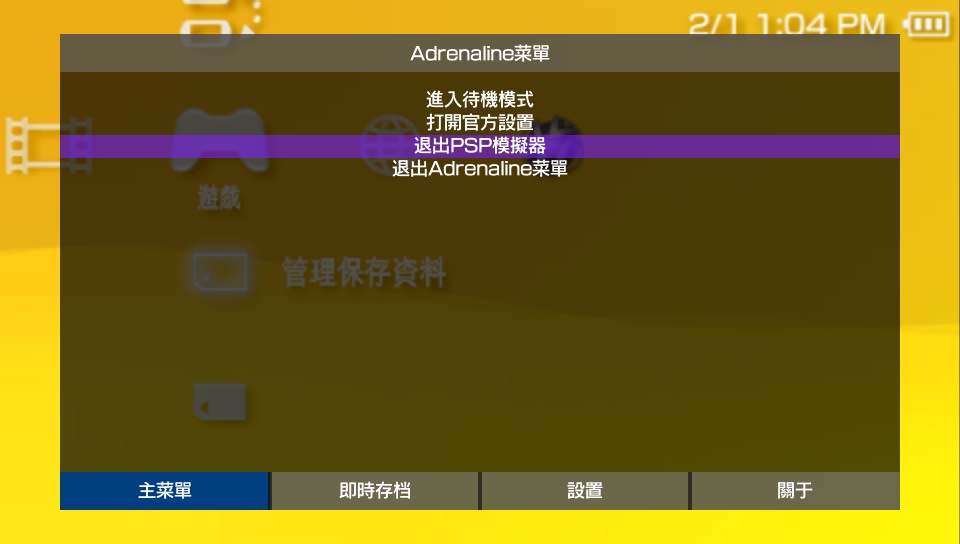 2/1 1:04 PM
Adrenaline菜單
進入待機模式
打開官方設置
退出PSP模擬器
退出Adrenaline菜單
遊戲
管理保存資料
主菜單
即時存档
設置
關于